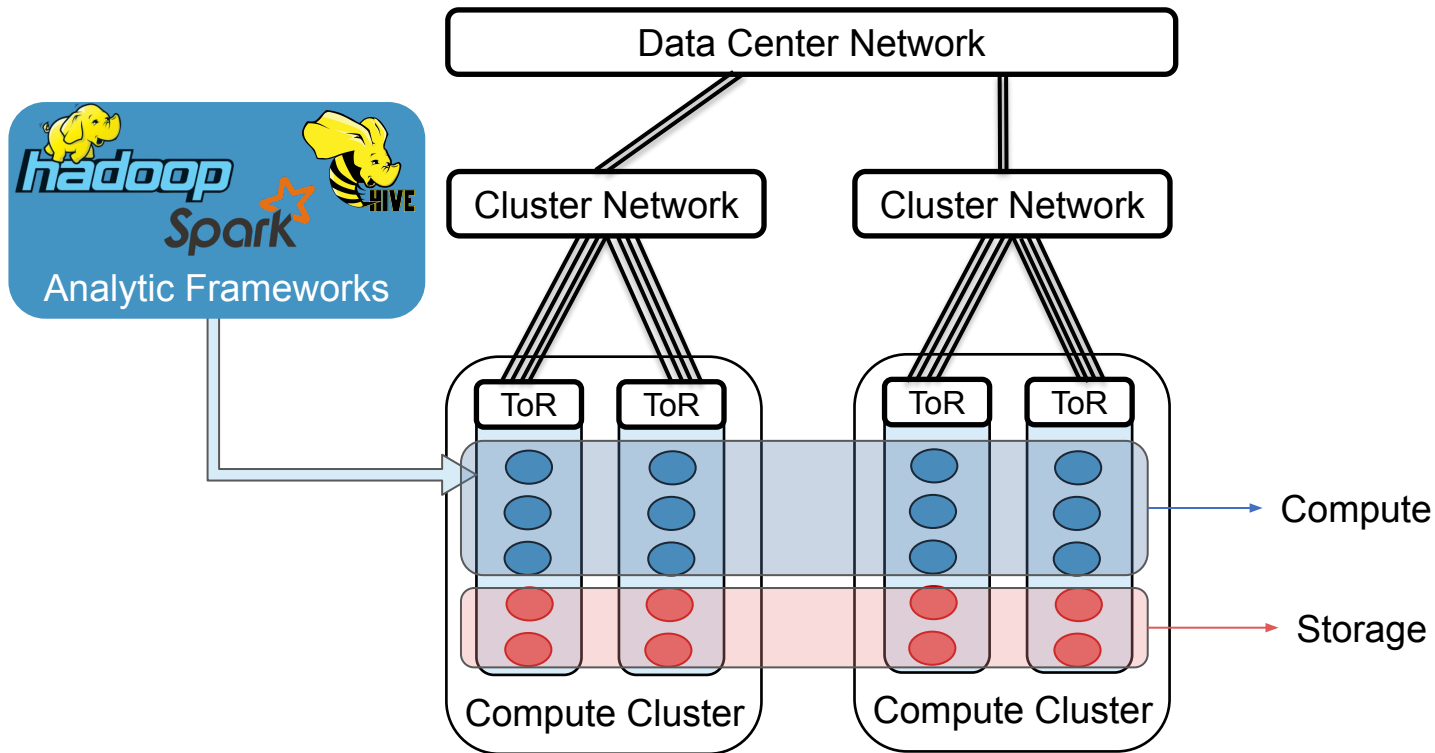 Data Center Network
hadoop
HIVE
Spark
Analytic Frameworks
Cluster Network
Cluster Network
ToR
ToR
ToR
ToR
Compute
Storage
Compute Cluster
Compute Cluster